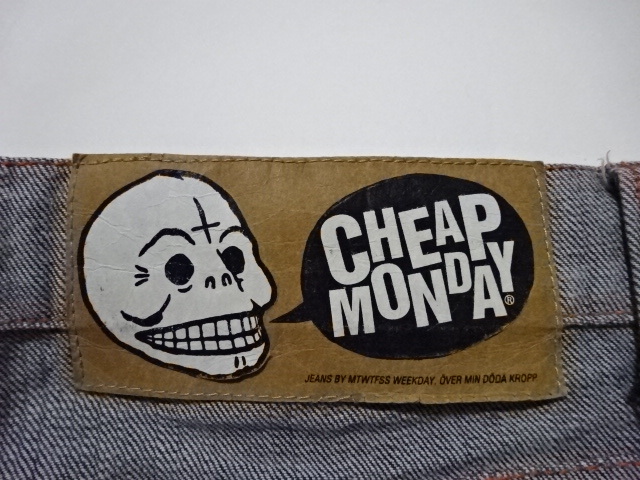 CHEAP
MONDAY®
JEANS BY MTWTFSS WEEKDAY. ÖVER MIN DÖDA KROPP